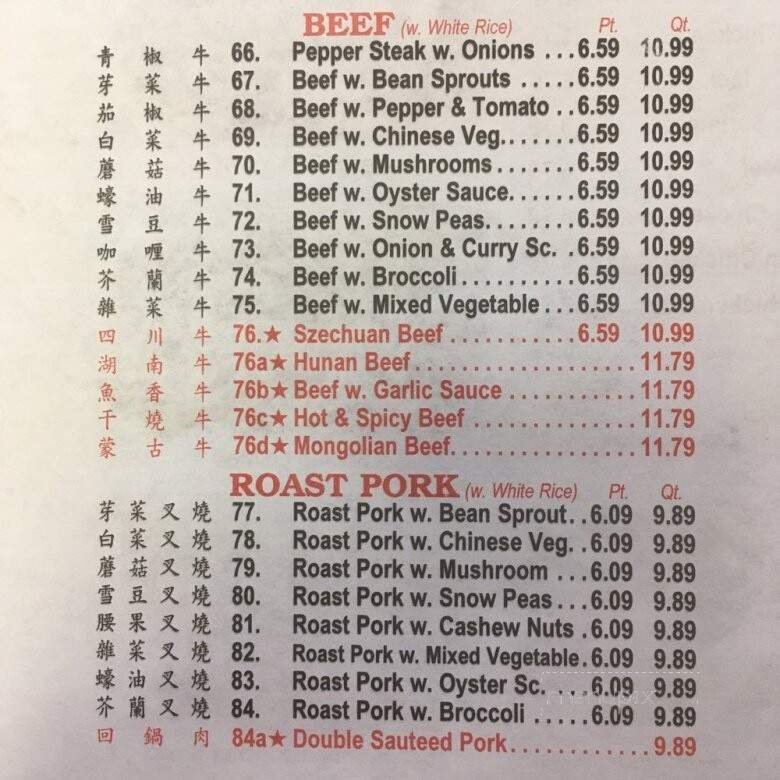 BEEF (w. White Rice) Pt. Qt.
青椒牛 66. Pepper Steak w. Onions ...6.59 10.99
芽菜牛 67. Beef w. Bean Sprouts .....6.59 10.99
茄椒牛 68. Beef w. Pepper & Tomato ..6.59 10.99
白菜牛 69. Beef w. Chinese Veg.......6.59 10.99
蘑菇牛 70. Beef w. Mushrooms........6.59 10.99
蠔油牛 71. Beef w. Oyster Sauce......6.59 10.99
雪豆牛 72. Beef w. Snow Peas........6.59 10.99
咖喱牛 73. Beef w. Onion & Curry Sc. .6.59 10.99
芥蘭牛 74. Beef w. Broccoli..........6.59 10.99
雜菜牛 75. Beef w. Mixed Vegetable...6.59 10.99
四川牛 76.★ Szechuan Beef...........6.59 10.99
湖南牛 76a★ Hunan Beef....................11.79
魚香牛 76b★ Beef w. Garlic Sauce ............11.79
干燒牛 76c★ Hot & Spicy Beef ...............11.79
蒙古牛 76d★ Mongolian Beef................11.79
ROAST PORK (w. White Rice) Pt. Qt.
芽菜叉燒 77. Roast Pork w. Bean Sprout..6.09 9.89
白菜叉燒 78. Roast Pork w. Chinese Veg. ..6.09 9.89
蘑菇叉燒 79. Roast Pork w. Mushroom ....6.09 9.89
雪豆叉燒 80. Roast Pork w. Snow Peas...6.09 9.89
腰果叉燒 81. Roast Pork w. Cashew Nuts .6.09 9.89
雜菜叉燒 82. Roast Pork w. Mixed Vegetable.6.09 9.89
蠔油叉燒 83. Roast Pork w. Oyster Sc. ....6.09 9.89
芥蘭叉燒 84. Roast Pork w. Broccoli .....6.09 9.89
回鍋肉 84a★ Double Sauteed Pork............9.89